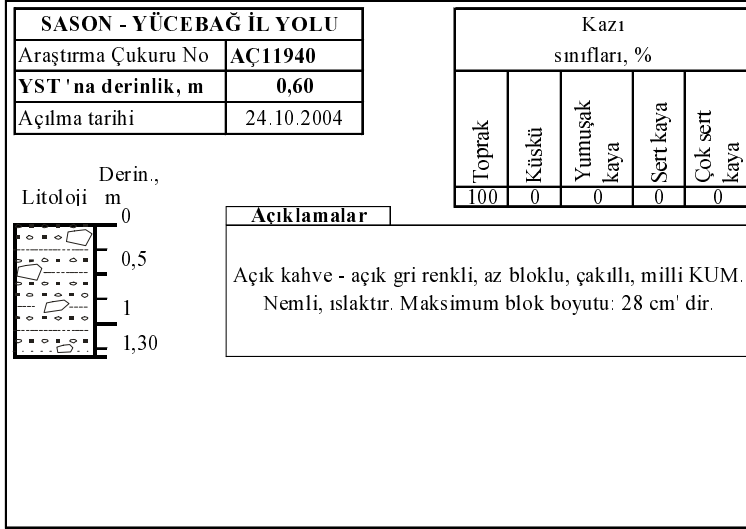 SASON - YÜCEBAĞ İL YOLU
Araştırma Çukuru No AÇ11940
YST 'na derinlik, m 0,60
Açılma tarihi 24.10.2004
Kazı
sınıfları, %
Toprak
Küskü
Yumuşak
kaya
Sert kaya
Çok sert
kaya
100 0 0 0 0
Derin.,
Litoloji m
0
0,5
1
1,30
Açıklamalar
Açık kahve - açık gri renkli, az bloklu, çakıllı, milli KUM.
Nemli, ıslaktır. Maksimum blok boyutu: 28 cm' dir.